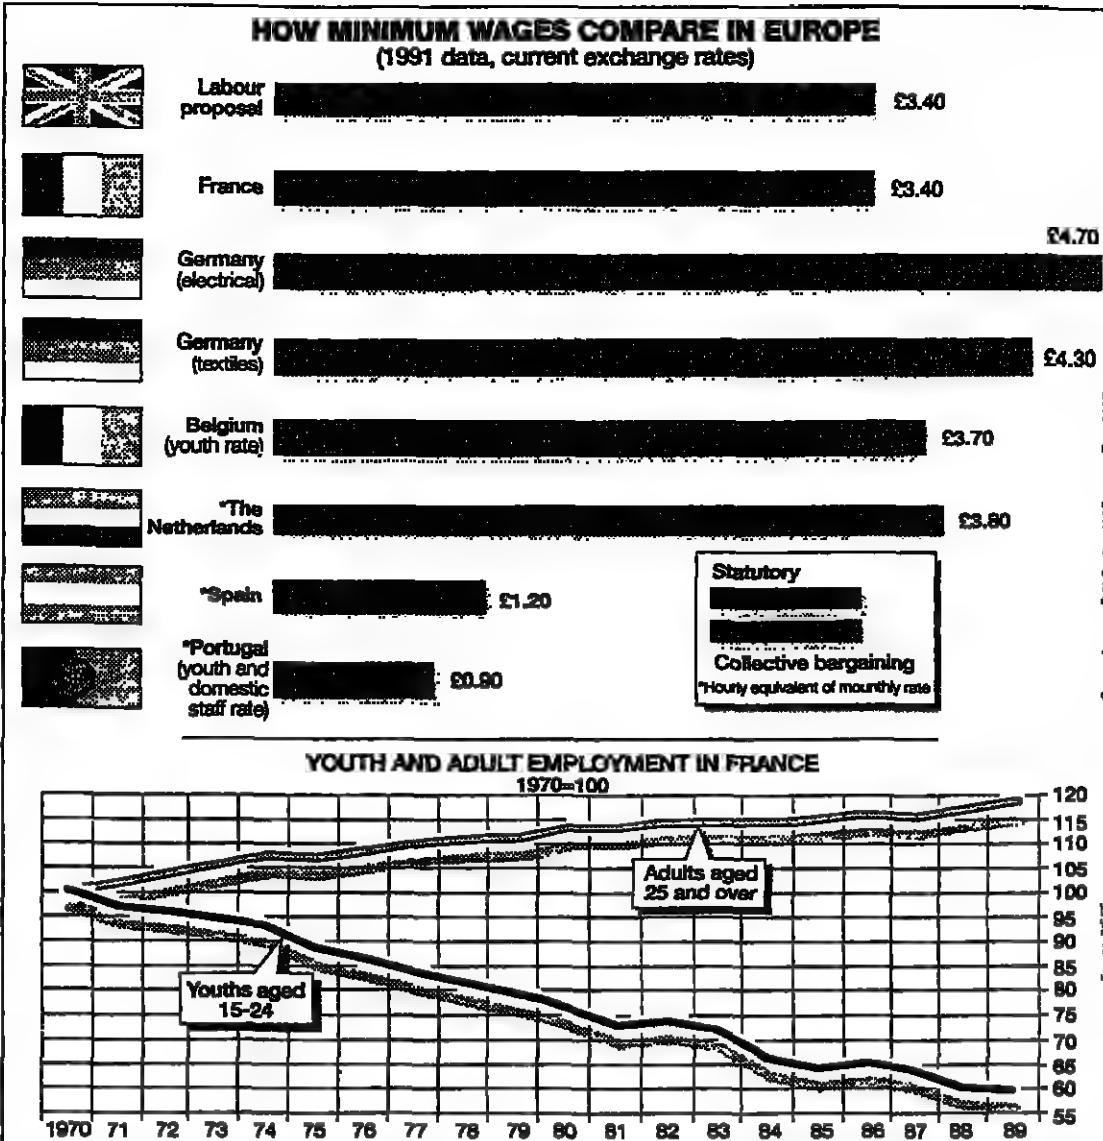 HOW MINIMUM WAGES COMPARE IN EUROPE
(1991 data, current exchange rates)
Labour
proposal
£3.40
France
£3.40
£4.70
Germany
(electrical)
Germany
(textiles)
£4.30
Belgium
(youth rate)
£3.70
*The
Netherlands
£3.80
*Spain
£1.20
*Portugal
(youth and
domestic
staff rate)
£0.90
Statutory
Collective bargaining
*Hourly equivalent of mounthly rate
YOUTH AND ADULT EMPLOYMENT IN FRANCE
1970=100
120
115
110
105
100
95
90
85
80
75
70
65
60
55
Adults aged
25 and over
Youths aged
15-24
1970 71 72 73 74 75 76 77 78 79 80 81 82 83 84 85 86 87 88 89